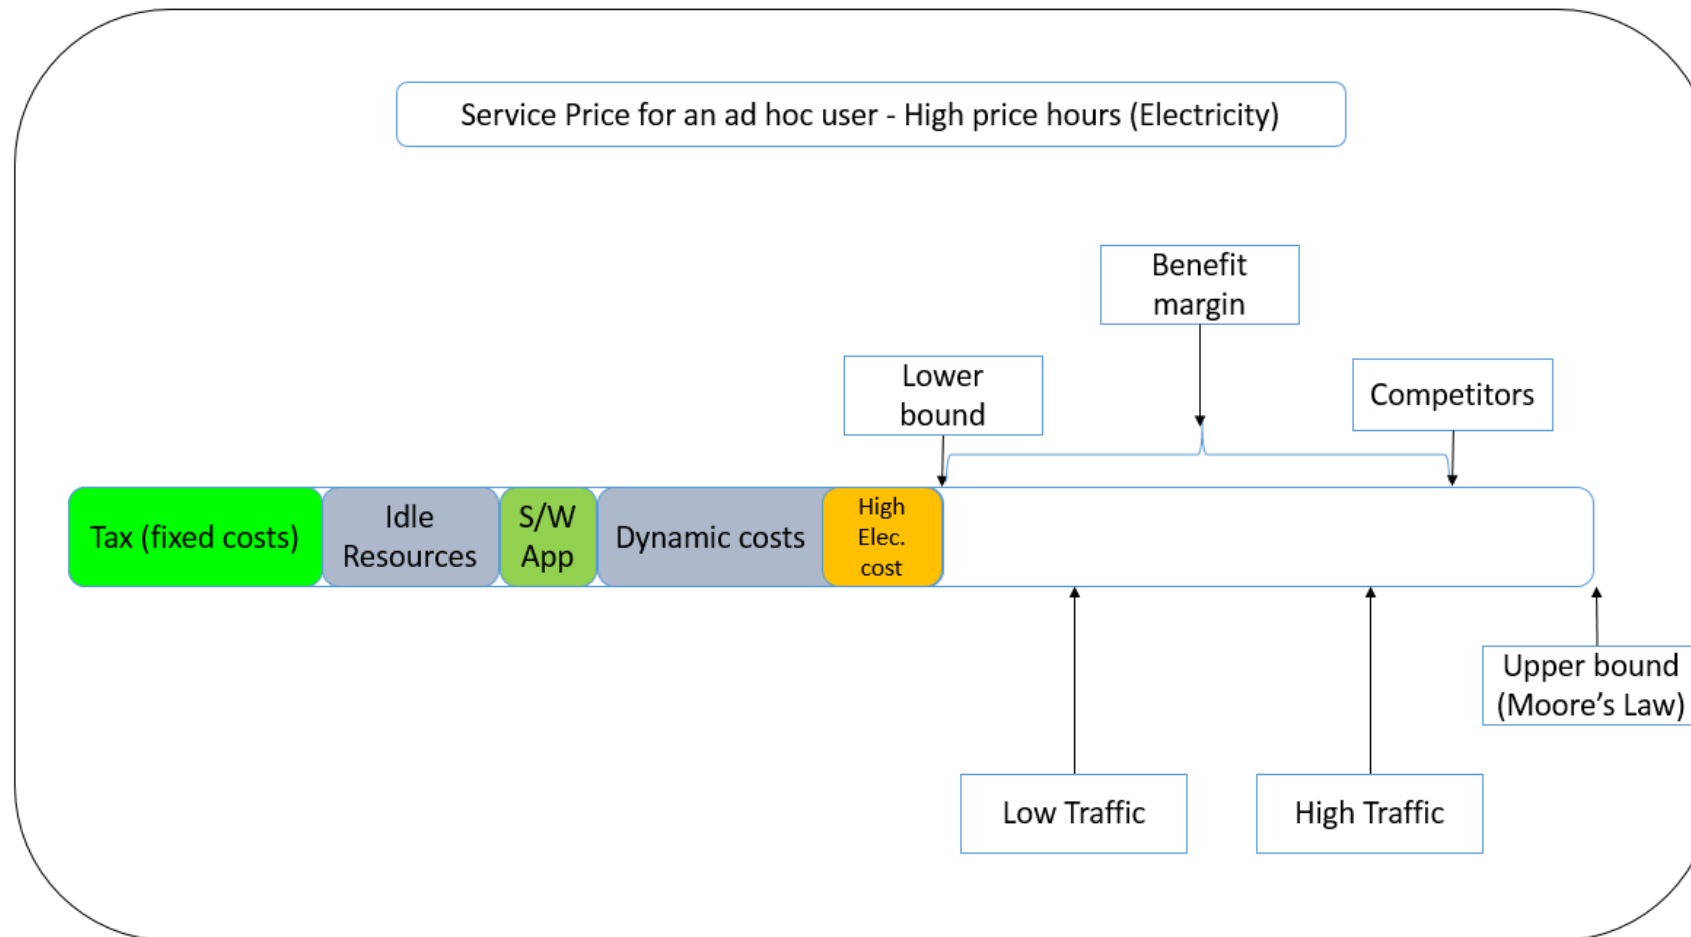 Service Price for an ad hoc user - High price hours (Electricity)
Benefit
margin
Lower
bound
Competitors
Tax (fixed costs)
Idle
Resources
S/W
App
Dynamic costs
High
Elec.
cost
Upper bound
(Moore’s Law)
Low Traffic
High Traffic